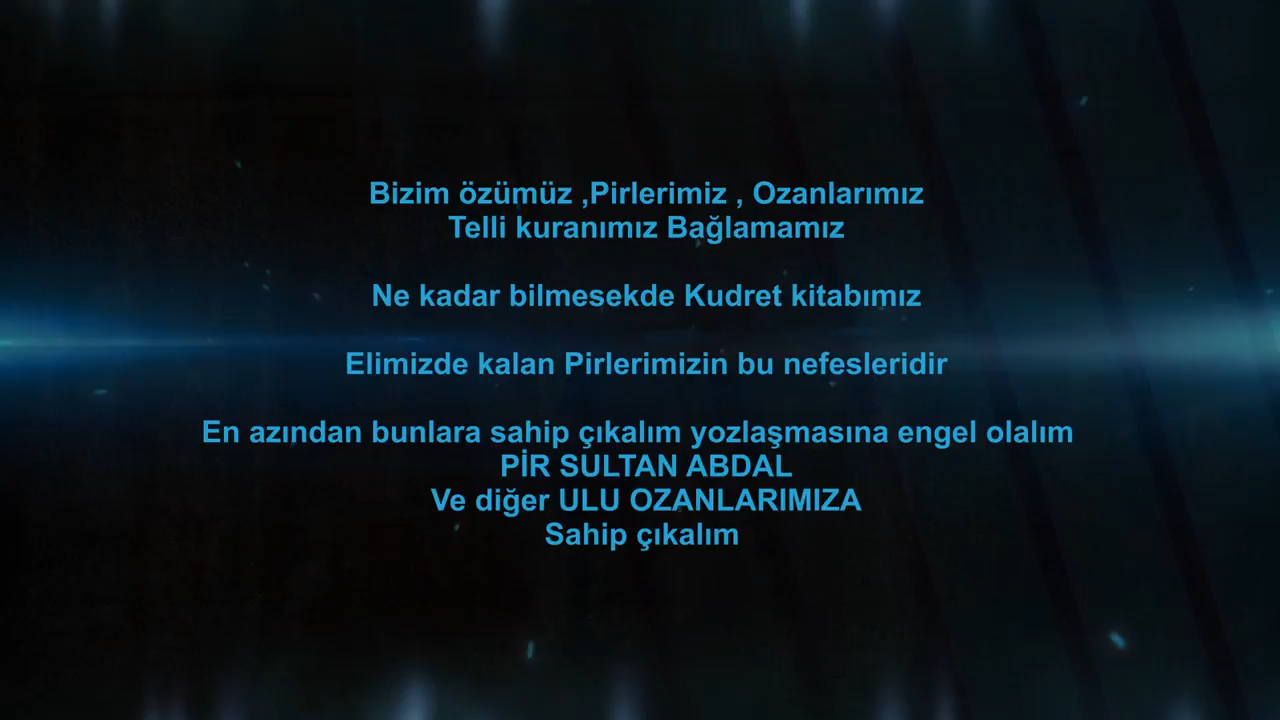 Bizim özümüz ,Pirlerimiz , Ozanlarımız
Telli kuranımız Bağlamamız
Ne kadar bilmesekde Kudret kitabımız
Elimizde kalan Pirlerimizin bu nefesleridir
En azından bunlara sahip çıkalım yozlaşmasına engel olalım
PİR SULTAN ABDAL
Ve diğer ULU OZANLARIMIZA
Sahip çıkalım